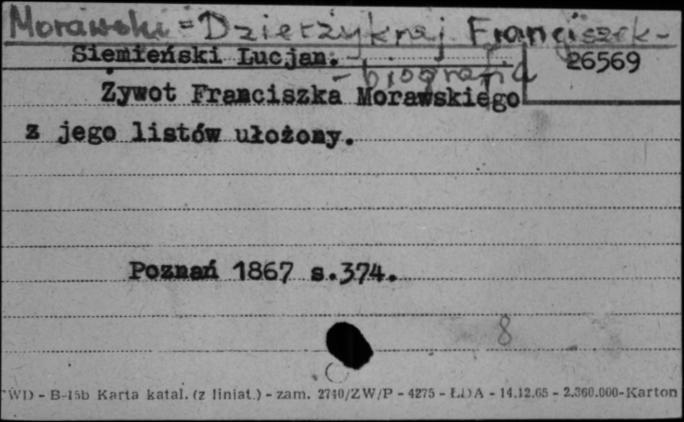 Morawski = Dzierżykraj Franciszek -
Siemieński Lucjan.
- biografia
26569
Żywot Franciszka Morawskiego
z jego listów ułożony.
Poznań 1867 s.374.
8
WD - B-15b Karta katal. (z liniat.) - zam. 2740/ZW/P - 4275 - ŁDA - 14.12.65 - 2.360.000-Karton